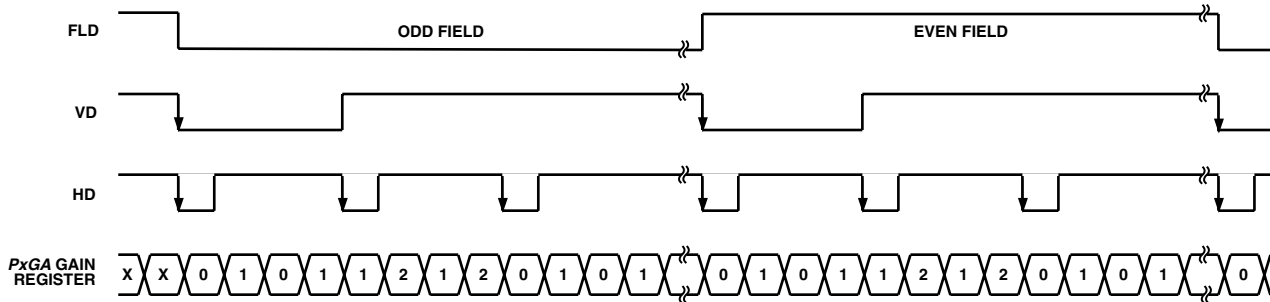 FLD ODD FIELD EVEN FIELD
VD
HD
PxGA GAIN
REGISTER
X X 0 1 0 1 1 2 1 2 0 1 0 1 0 1 0 1 1 2 1 2 0 1 0 1 0